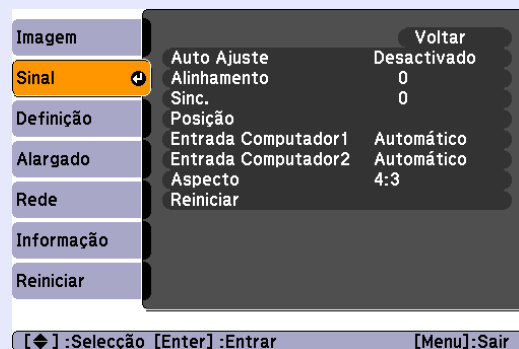 Imagem
Sinal
Definição
Alargado
Rede
Informação
Reiniciar
Voltar
Auto Ajuste Desactivado
Alinhamento 0
Sinc. 0
Posição
Entrada Computador1 Automático
Entrada Computador2 Automático
Aspecto 4:3
Reiniciar
[◆] :Selecção [Enter] :Entrar [Menu]:Sair